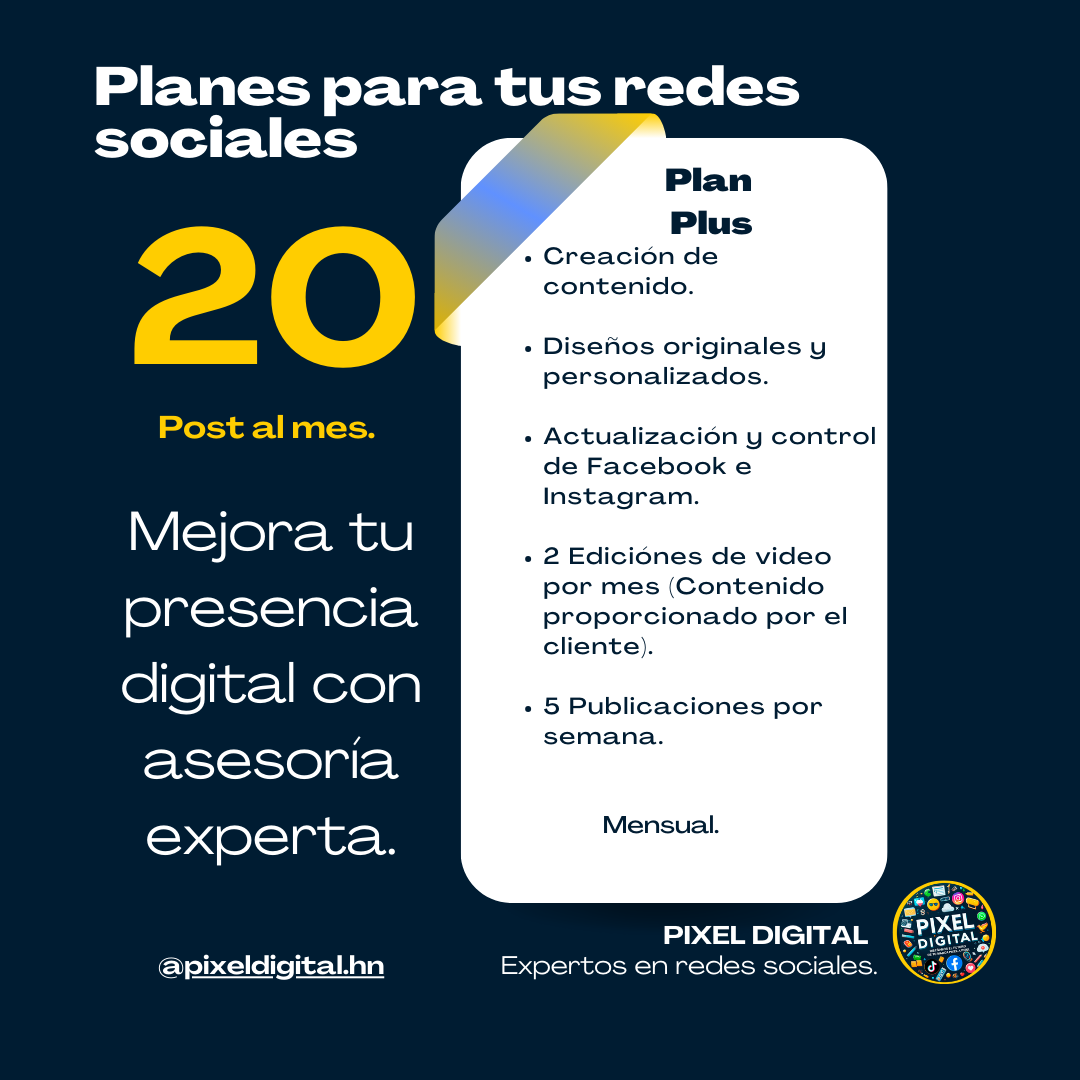 Planes para tus redes
sociales
20
Post al mes.
Mejora tu
presencia
digital con
asesoría
experta.
@pixeldigital.hn
Plan
Plus
• Creación de
contenido.
• Diseños originales y
personalizados.
• Actualización y control
de Facebook e
Instagram.
• 2 Ediciónes de video
por mes (Contenido
proporcionado por el
cliente).
• 5 Publicaciones por
semana.
Mensual.
PIXEL DIGITAL
Expertos en redes sociales.
PIXEL
DIGITAL